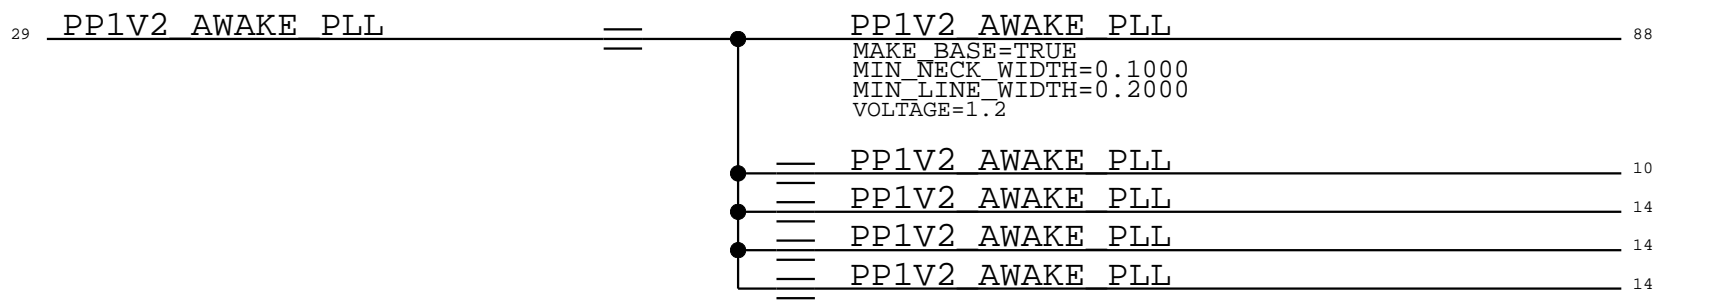 29 PP1V2_AWAKE_PLL PP1V2_AWAKE_PLL 88
MAKE_BASE=TRUE
MIN_NECK_WIDTH=0.1000
MIN_LINE_WIDTH=0.2000
VOLTAGE=1.2
PP1V2_AWAKE_PLL 10
PP1V2_AWAKE_PLL 14
PP1V2_AWAKE_PLL 14
PP1V2_AWAKE_PLL 14